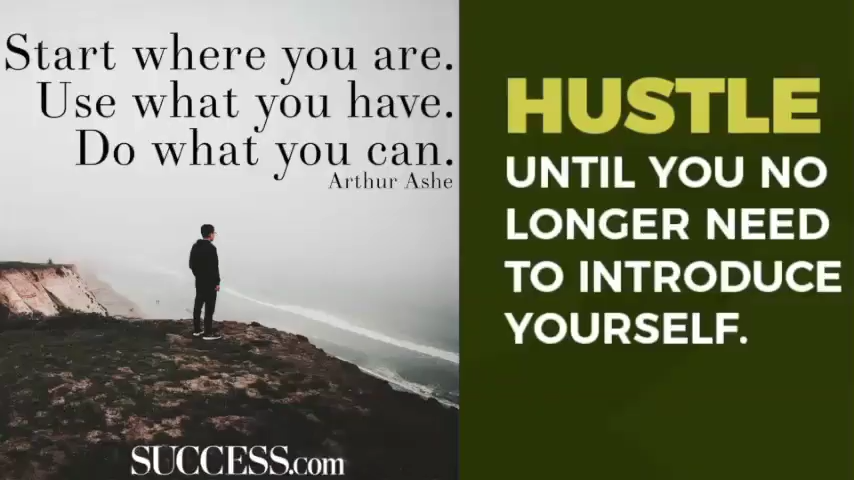 Start where you are.
Use what you have.
Do what you can.
Arthur Ashe
SUCCESS.com
HUSTLE
UNTIL YOU NO
LONGER NEED
TO INTRODUCE
YOURSELF.